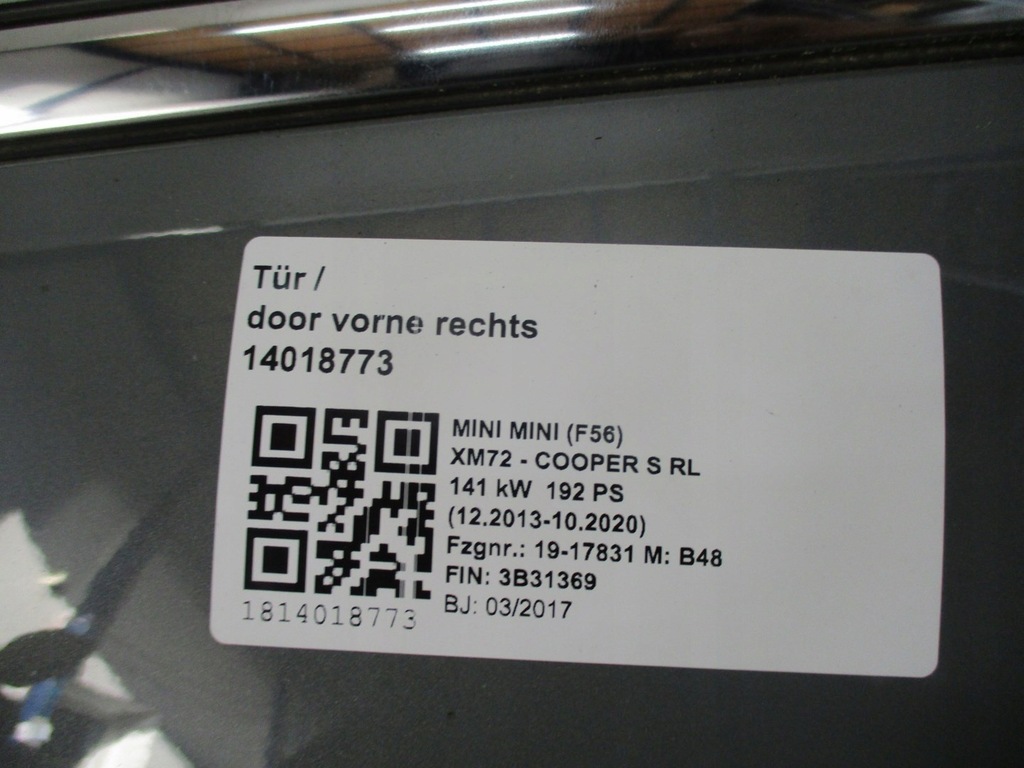 Tür /
door vorne rechts
14018773
MINI MINI (F56)
XM72 - COOPER S RL
141 kW 192 PS
(12.2013-10.2020)
Fzgnr.: 19-17831 M: B48
FIN: 3B31369
BJ: 03/2017
1814018773